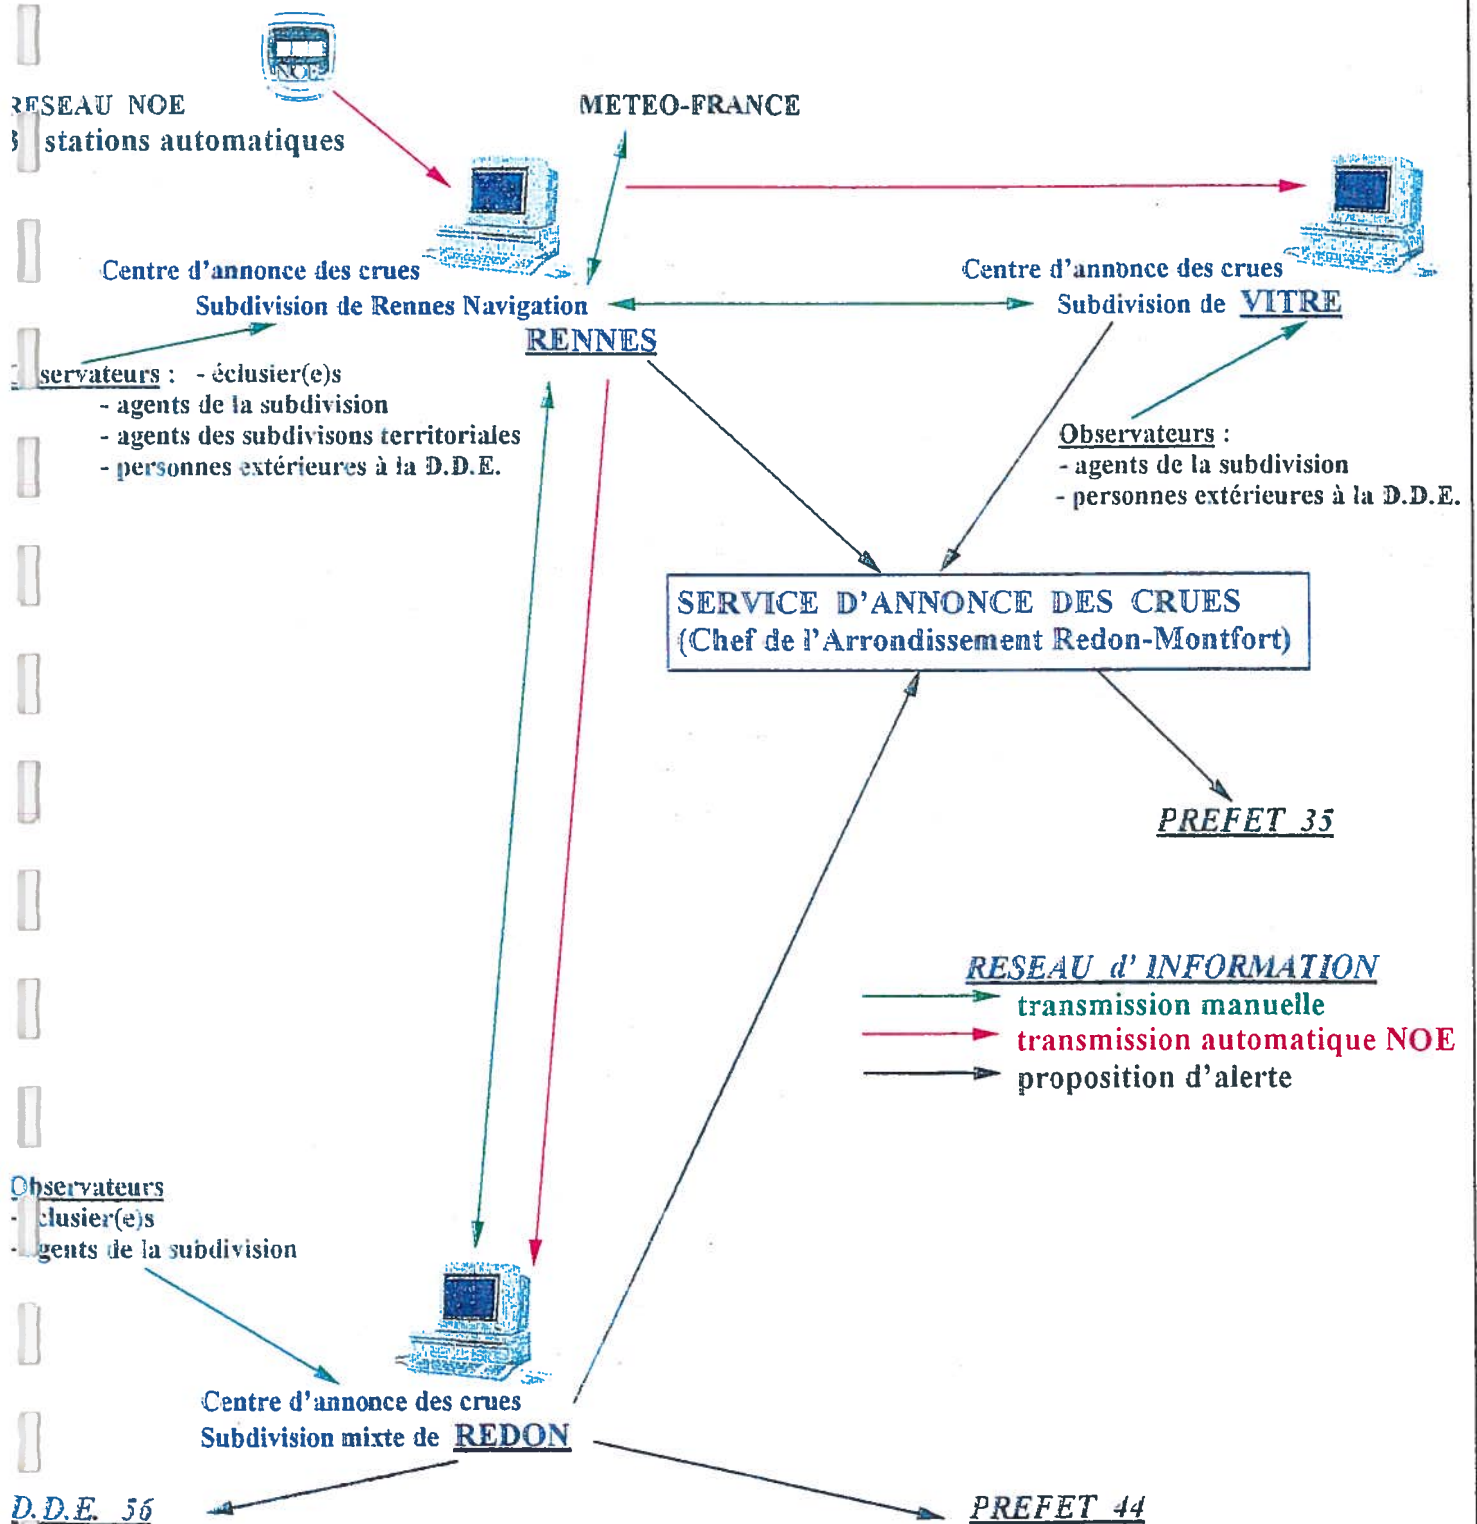 NOE
RESEAU NOE
stations automatiques
METEO-FRANCE
Centre d'annonce des crues
Subdivision de Rennes Navigation
RENNES
Centre d'annonce des crues
Subdivision de VITRE
servateurs : - éclusier(e)s
- agents de la subdivision
- agents des subdivisons territoriales
- personnes extérieures à la D.D.E.
Observateurs :
- agents de la subdivision
- personnes extérieures à la D.D.E.
SERVICE D'ANNONCE DES CRUES
(Chef de l'Arrondissement Redon-Montfort)
PREFET 35
RESEAU d'INFORMATION
transmission manuelle
transmission automatique NOE
proposition d'alerte
Observateurs
- clusier(e)s
- gents de la subdivision
Centre d'annonce des crues
Subdivision mixte de REDON
D.D.E. 56
PREFET 44